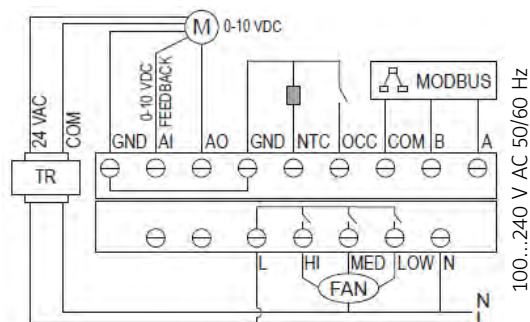 M 0-10 VDC
24 VAC
COM
0-10 VDC
FEEDBACK
MODBUS
GND AI AO GND NTC OCC COM B A
TR
L HI MED LOW N
FAN
N
L
100...240 V AC 50/60 Hz